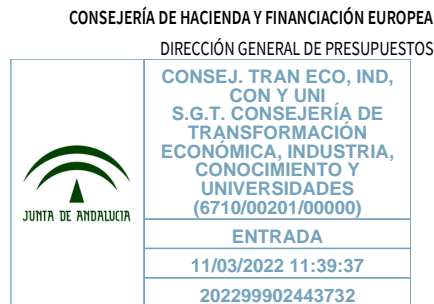 CONSEJERÍA DE HACIENDA Y FINANCIACIÓN EUROPEA
DIRECCIÓN GENERAL DE PRESUPUESTOS
CONSEJ. TRAN ECO, IND,
CON Y UNI
S.G.T. CONSEJERÍA DE
TRANSFORMACIÓN
ECONÓMICA, INDUSTRIA,
CONOCIMIENTO Y
UNIVERSIDADES
(6710/00201/00000)
JUNTA DE ANDALUCIA
ENTRADA
11/03/2022 11:39:37
202299902443732